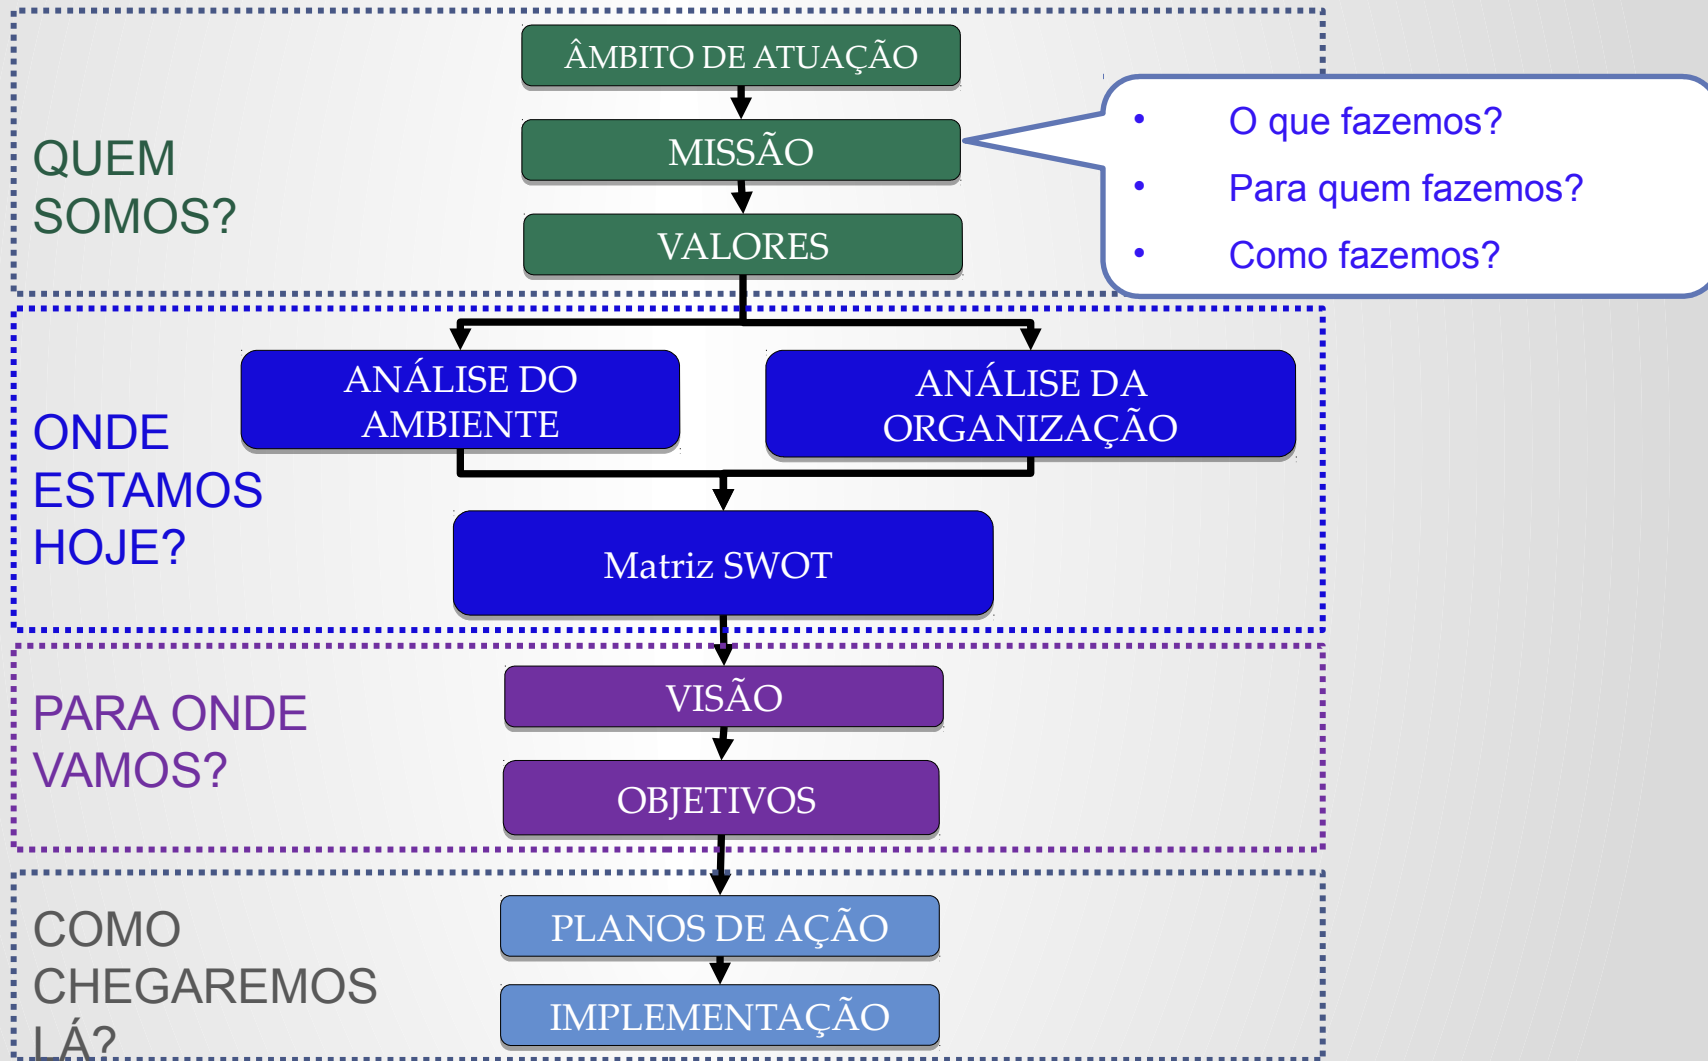 ÂMBITO DE ATUAÇÃO
QUEM
SOMOS?
MISSÃO
VALORES
• O que fazemos?
• Para quem fazemos?
• Como fazemos?
ONDE
ESTAMOS
HOJE?
ANÁLISE DO
AMBIENTE
ANÁLISE DA
ORGANIZAÇÃO
Matriz SWOT
PARA ONDE
VAMOS?
VISÃO
OBJETIVOS
COMO
CHEGAREMOS
LÁ?
PLANOS DE AÇÃO
IMPLEMENTAÇÃO